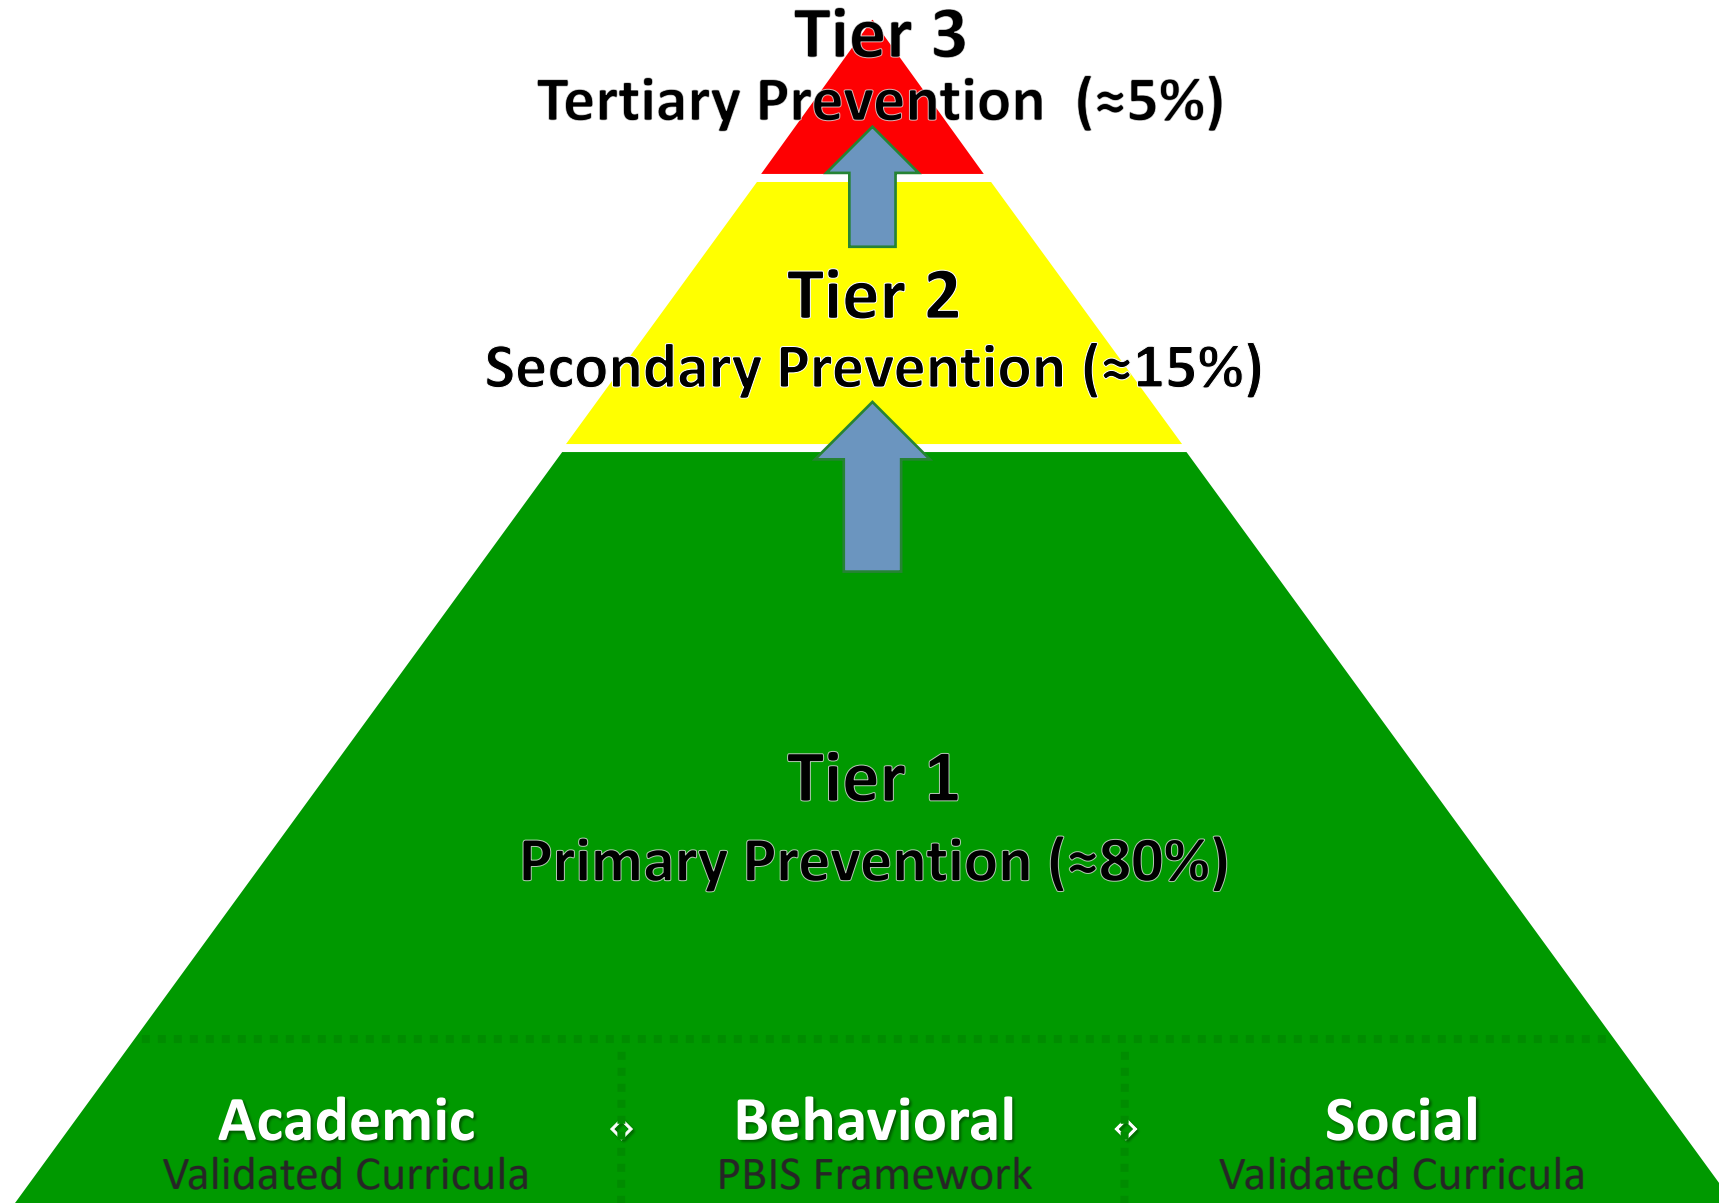 Tier 3
Tertiary Prevention (≈5%)
Tier 2
Secondary Prevention (≈15%)
Tier 1
Primary Prevention (≈80%)
Academic <> Behavioral <> Social
Validated Curricula PBIS Framework Validated Curricula